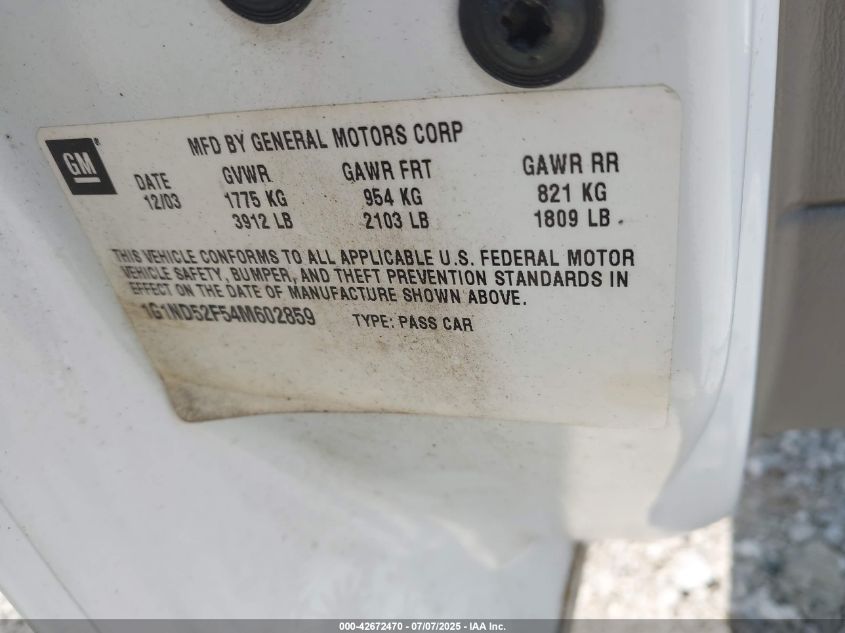 MFD BY GENERAL MOTORS CORP
GM
DATE GVWR GAWR FRT GAWR RR
12/03 1775 KG 954 KG 821 KG
3912 LB 2103 LB 1809 LB
THIS VEHICLE CONFORMS TO ALL APPLICABLE U.S. FEDERAL MOTOR
VEHICLE SAFETY, BUMPER, AND THEFT PREVENTION STANDARDS IN
EFFECT ON THE DATE OF MANUFACTURE SHOWN ABOVE.
1G1ND52F54M602859 TYPE: PASS CAR
000-42672470 - 07/07/2025 - IAA Inc.